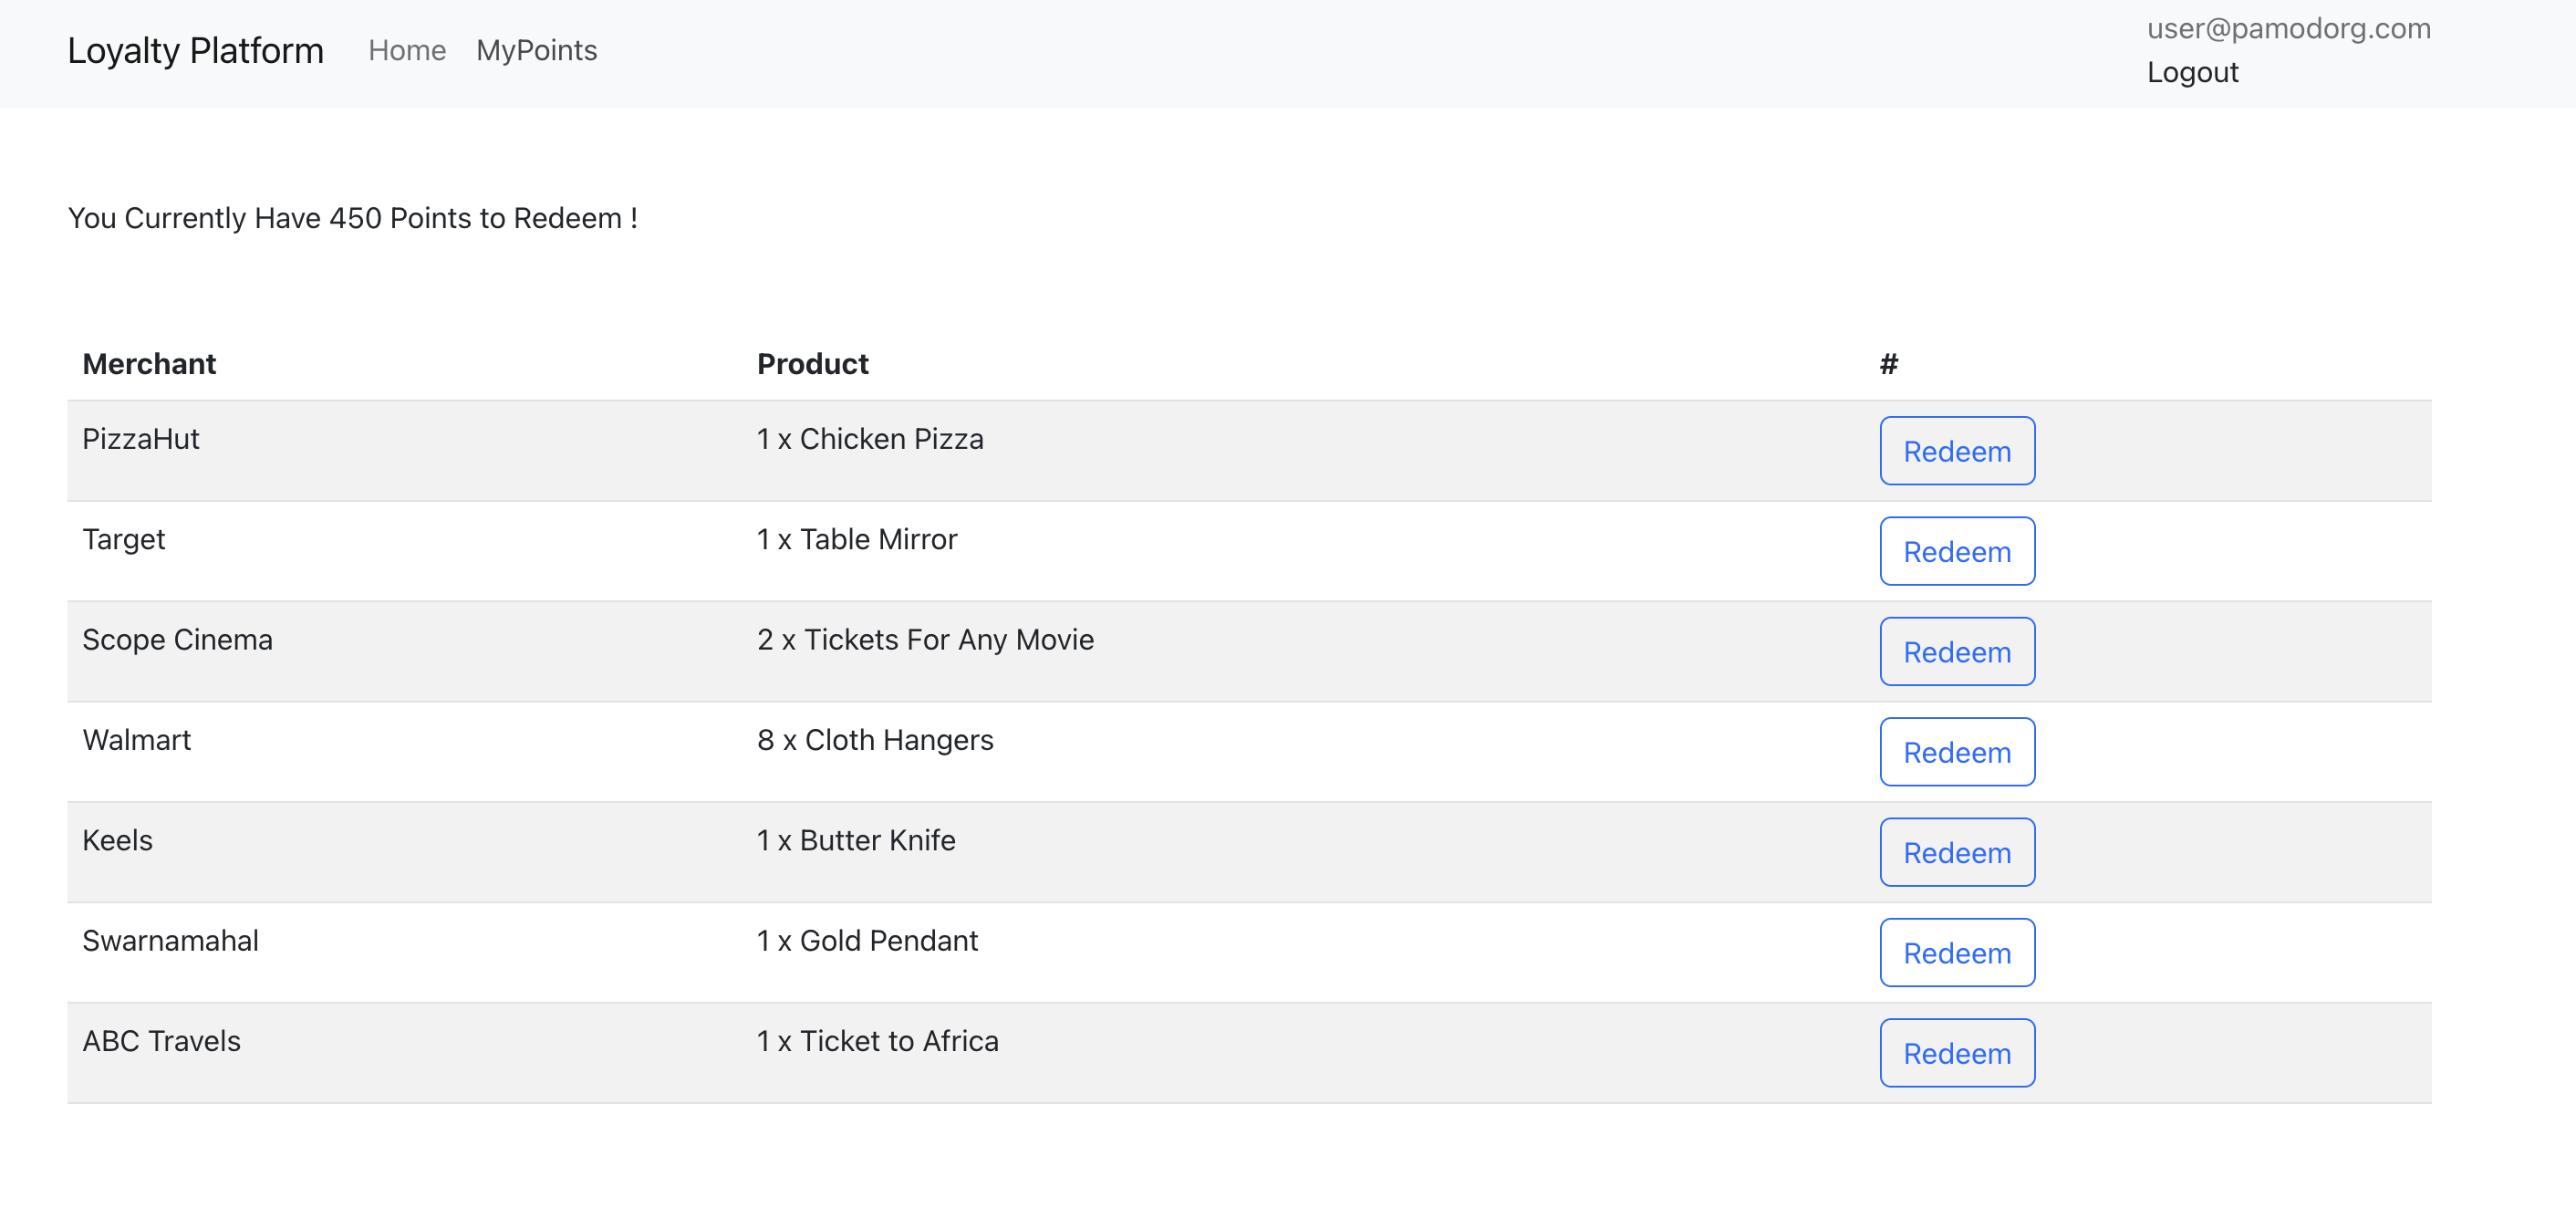 Loyalty Platform Home MyPoints user@pamodorg.com
Logout
You Currently Have 450 Points to Redeem !
Merchant Product #
PizzaHut 1 x Chicken Pizza Redeem
Target 1 x Table Mirror Redeem
Scope Cinema 2 x Tickets For Any Movie Redeem
Walmart 8 x Cloth Hangers Redeem
Keels 1 x Butter Knife Redeem
Swarnamahal 1 x Gold Pendant Redeem
ABC Travels 1 x Ticket to Africa Redeem